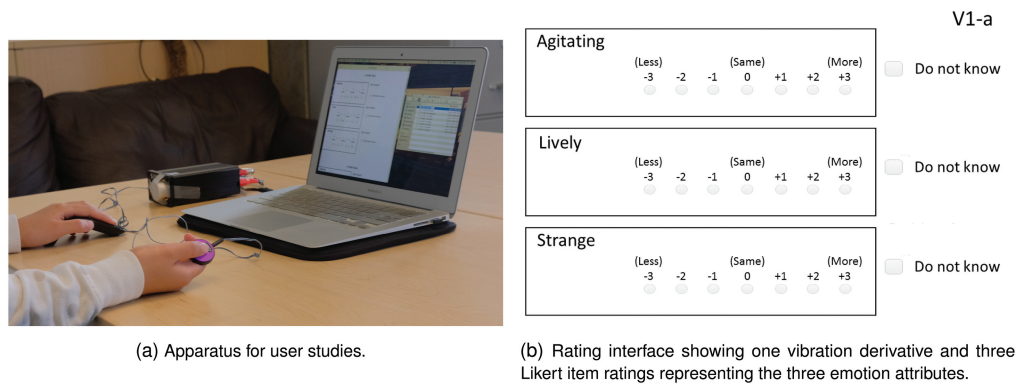 V1-a
Agitating
(Less) (Same) (More)
-3 -2 -1 0 +1 +2 +3
Do not know
Lively
(Less) (Same) (More)
-3 -2 -1 0 +1 +2 +3
Do not know
Strange
(Less) (Same) (More)
-3 -2 -1 0 +1 +2 +3
Do not know
(a) Apparatus for user studies.
(b) Rating interface showing one vibration derivative and three
Likert item ratings representing the three emotion attributes.